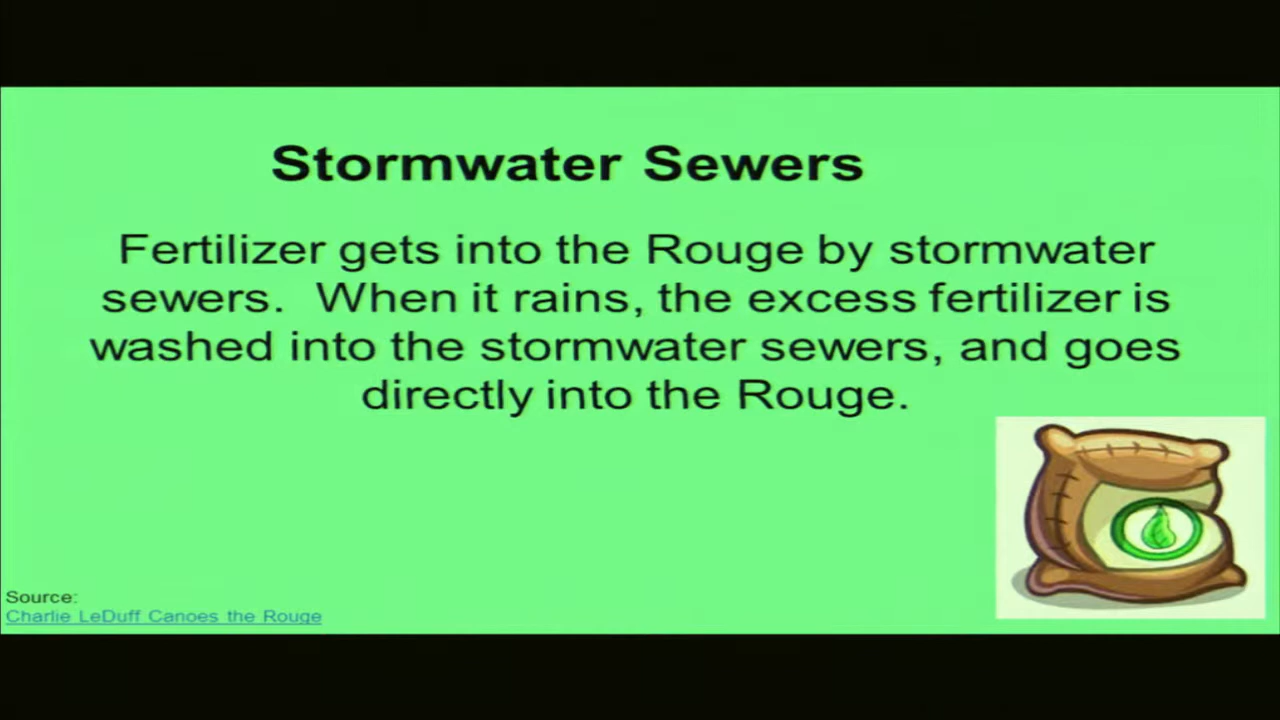 Stormwater Sewers
Fertilizer gets into the Rouge by stormwater
sewers.  When it rains, the excess fertilizer is
washed into the stormwater sewers, and goes
directly into the Rouge.
Source:
Charlie LeDuff Canoes the Rouge